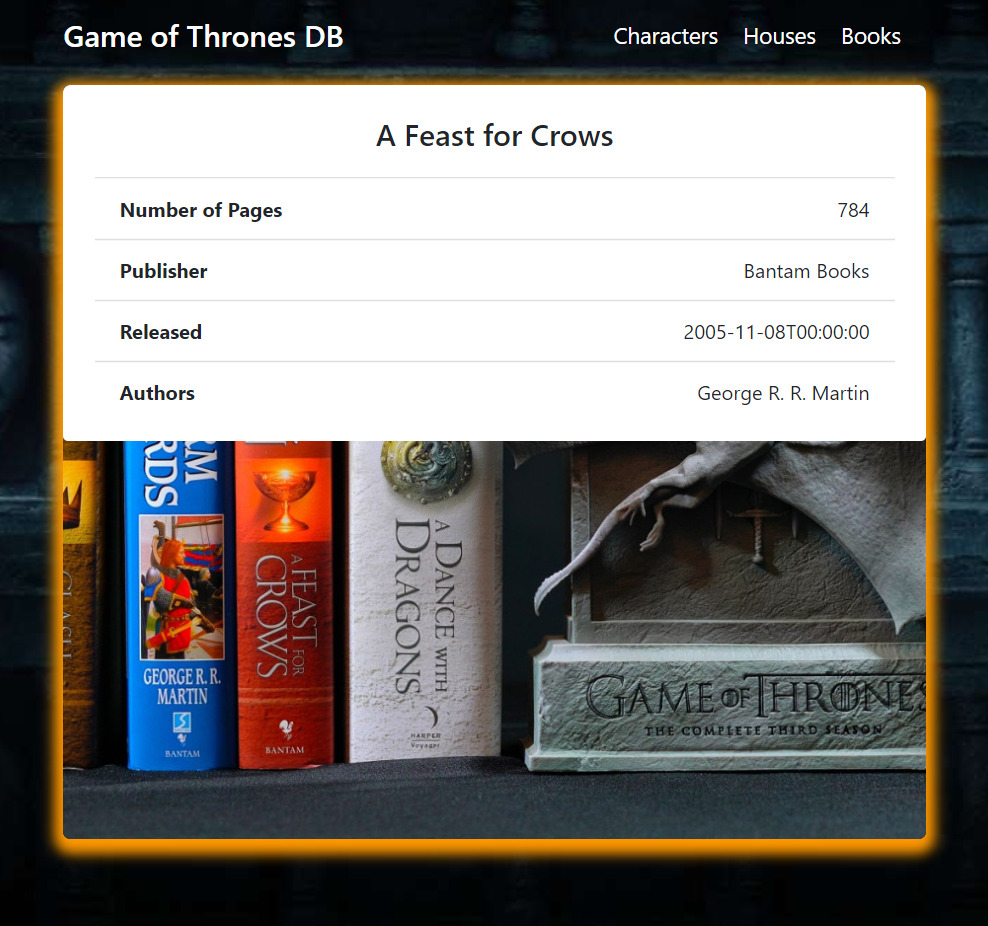 Game of Thrones DB
Characters Houses Books
A Feast for Crows
Number of Pages 784
Publisher Bantam Books
Released 2005-11-08T00:00:00
Authors George R. R. Martin
GEORGE R. R.
MARTIN
BANTAM
A FEAST FOR
CROWS
BANTAM
A DANCE WITH
DRAGONS
HARPER
Voyager
GAME OF THRONES
THE COMPLETE THIRD SEASON